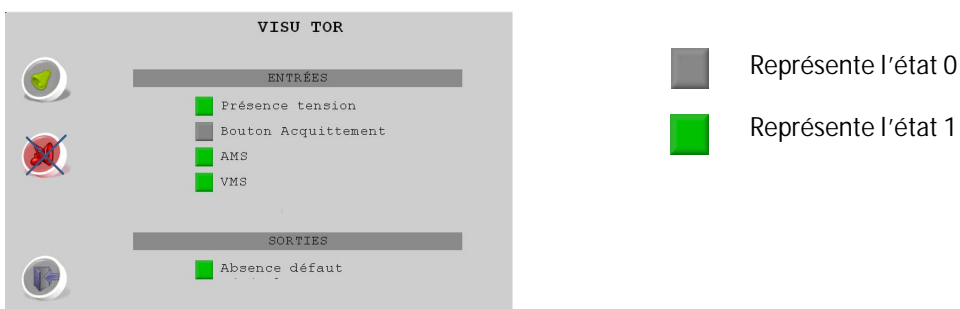 VISU TOR
ENTRÉES
Présence tension
Bouton Acquittement
AMS
VMS
SORTIES
Absence défaut
Représente l'état 0
Représente l'état 1